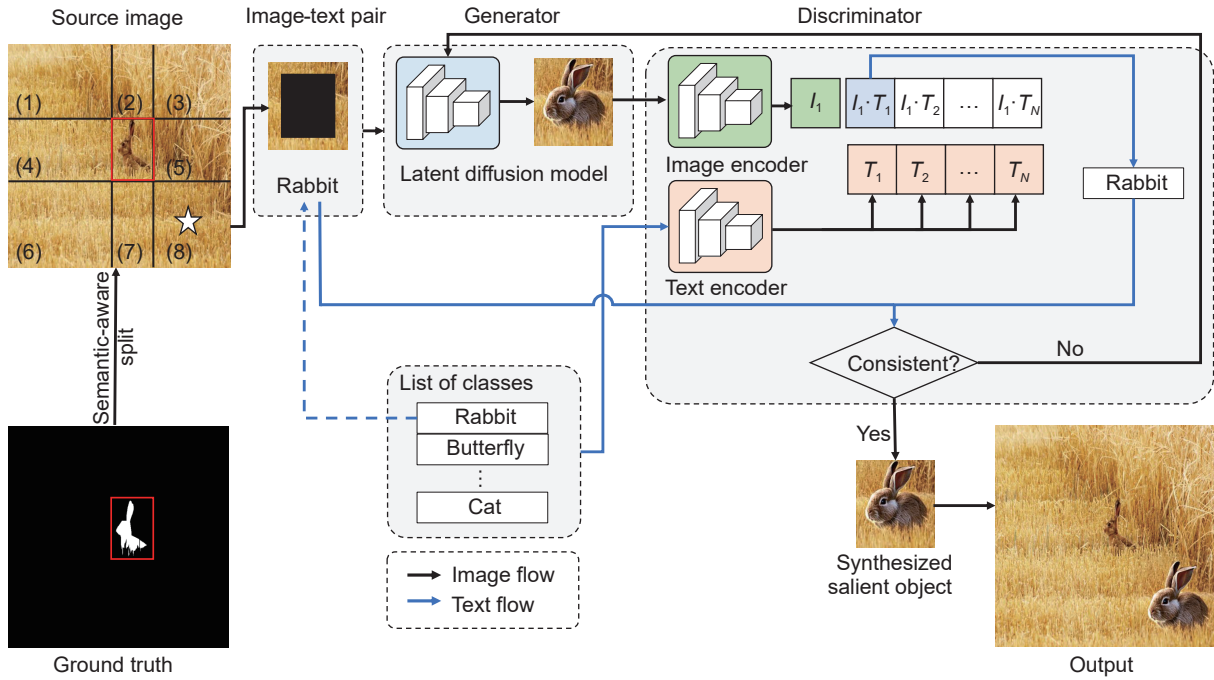 Source image
Image-text pair
Generator
Discriminator
(1)
(2)
(3)
(4)
(5)
(6)
(7)
(8)
Rabbit
Latent diffusion model
Image encoder
I1
I1·T1
I1·T2
...
I1·TN
T1
T2
...
TN
Rabbit
Text encoder
Semantic-aware
split
Consistent?
No
Yes
List of classes
Rabbit
Butterfly
⋮
Cat
Image flow
Text flow
Synthesized
salient object
Ground truth
Output